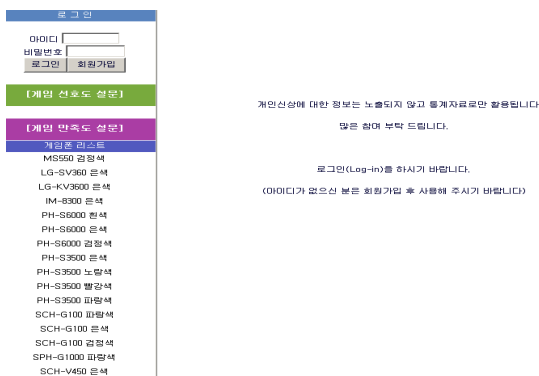 로 그 인
아이디
비밀번호
로그인 회원가입
[게임 선호도 설문]
[게임 만족도 설문]
게임폰 리스트
MS550 검정색
LG-SV360 은색
LG-KV3600 은색
IM-8300 은색
PH-S6000 흰색
PH-S6000 은색
PH-S6000 검정색
PH-S3500 은색
PH-S3500 노랑색
PH-S3500 빨강색
PH-S3500 파랑색
SCH-G100 파랑색
SCH-G100 은색
SCH-G100 검정색
SPH-G1000 파랑색
SCH-V450 은색
개인신상에 대한 정보는 노출되지 않고 통계자료로만 활용됩니다
많은 참여 부탁 드립니다.
로그인(Log-in)을 하시기 바랍니다.
(아이디가 없으신 분은 회원가입 후 사용해 주시기 바랍니다)